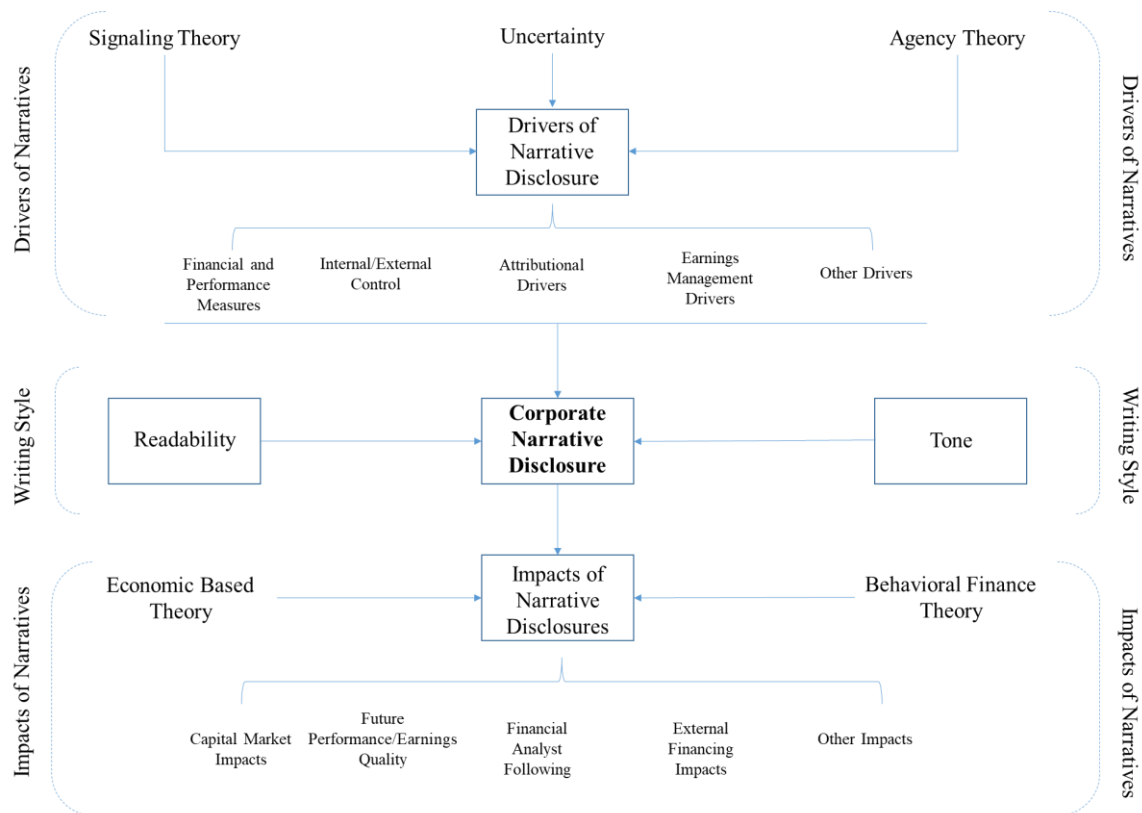 Signaling Theory
Uncertainty
Agency Theory
Drivers of Narratives
Drivers of Narratives
Drivers of
Narrative
Disclosure
Financial and
Performance
Measures
Internal/External
Control
Attributional
Drivers
Earnings
Management
Drivers
Other Drivers
Writing Style
Readability
Corporate
Narrative
Disclosure
Tone
Writing Style
Impacts of Narratives
Economic Based
Theory
Impacts of
Narrative
Disclosures
Behavioral Finance
Theory
Impacts of Narratives
Capital Market
Impacts
Future
Performance/Earnings
Quality
Financial
Analyst
Following
External
Financing
Impacts
Other Impacts